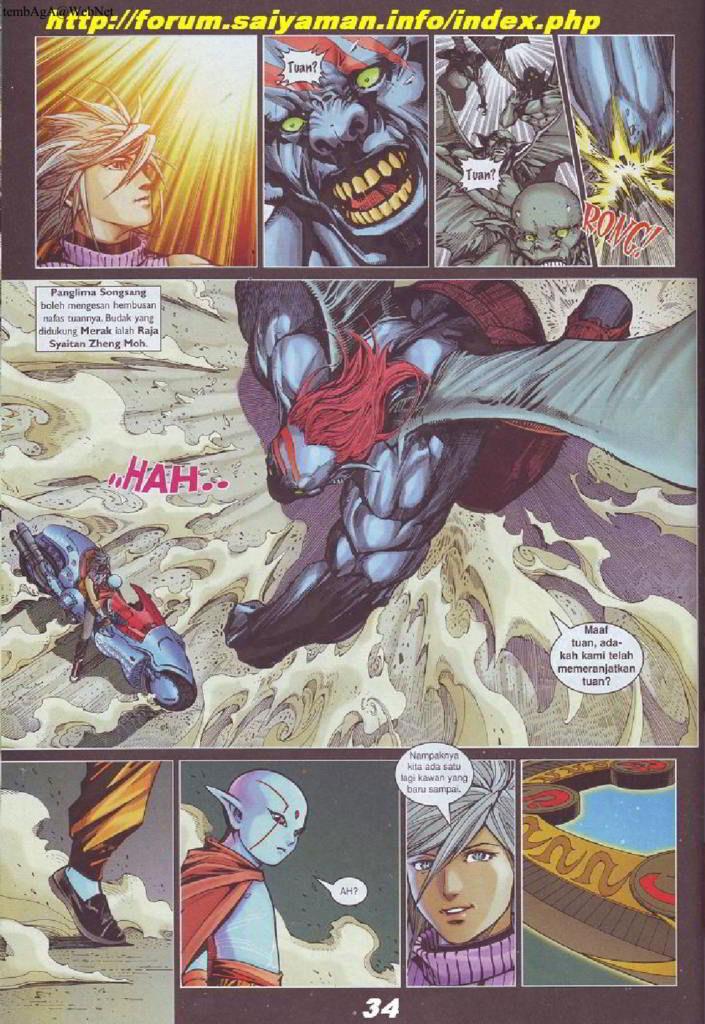 tembAgA@WebNet
http://forum.saiyaman.info/index.php
Tuan?
Tuan?
PONG!
Panglima Songsang
boleh mengesan hembusan
nafas tuannya. Budak yang
didukung Merak ialah Raja
Syaitan Zheng Moh.
..HAH..
Maaf
tuan, ada-
kah kami telah
memeranjatkan
tuan?
AH?
Nampaknya
kita ada satu
lagi kawan yang
baru sampai.
34